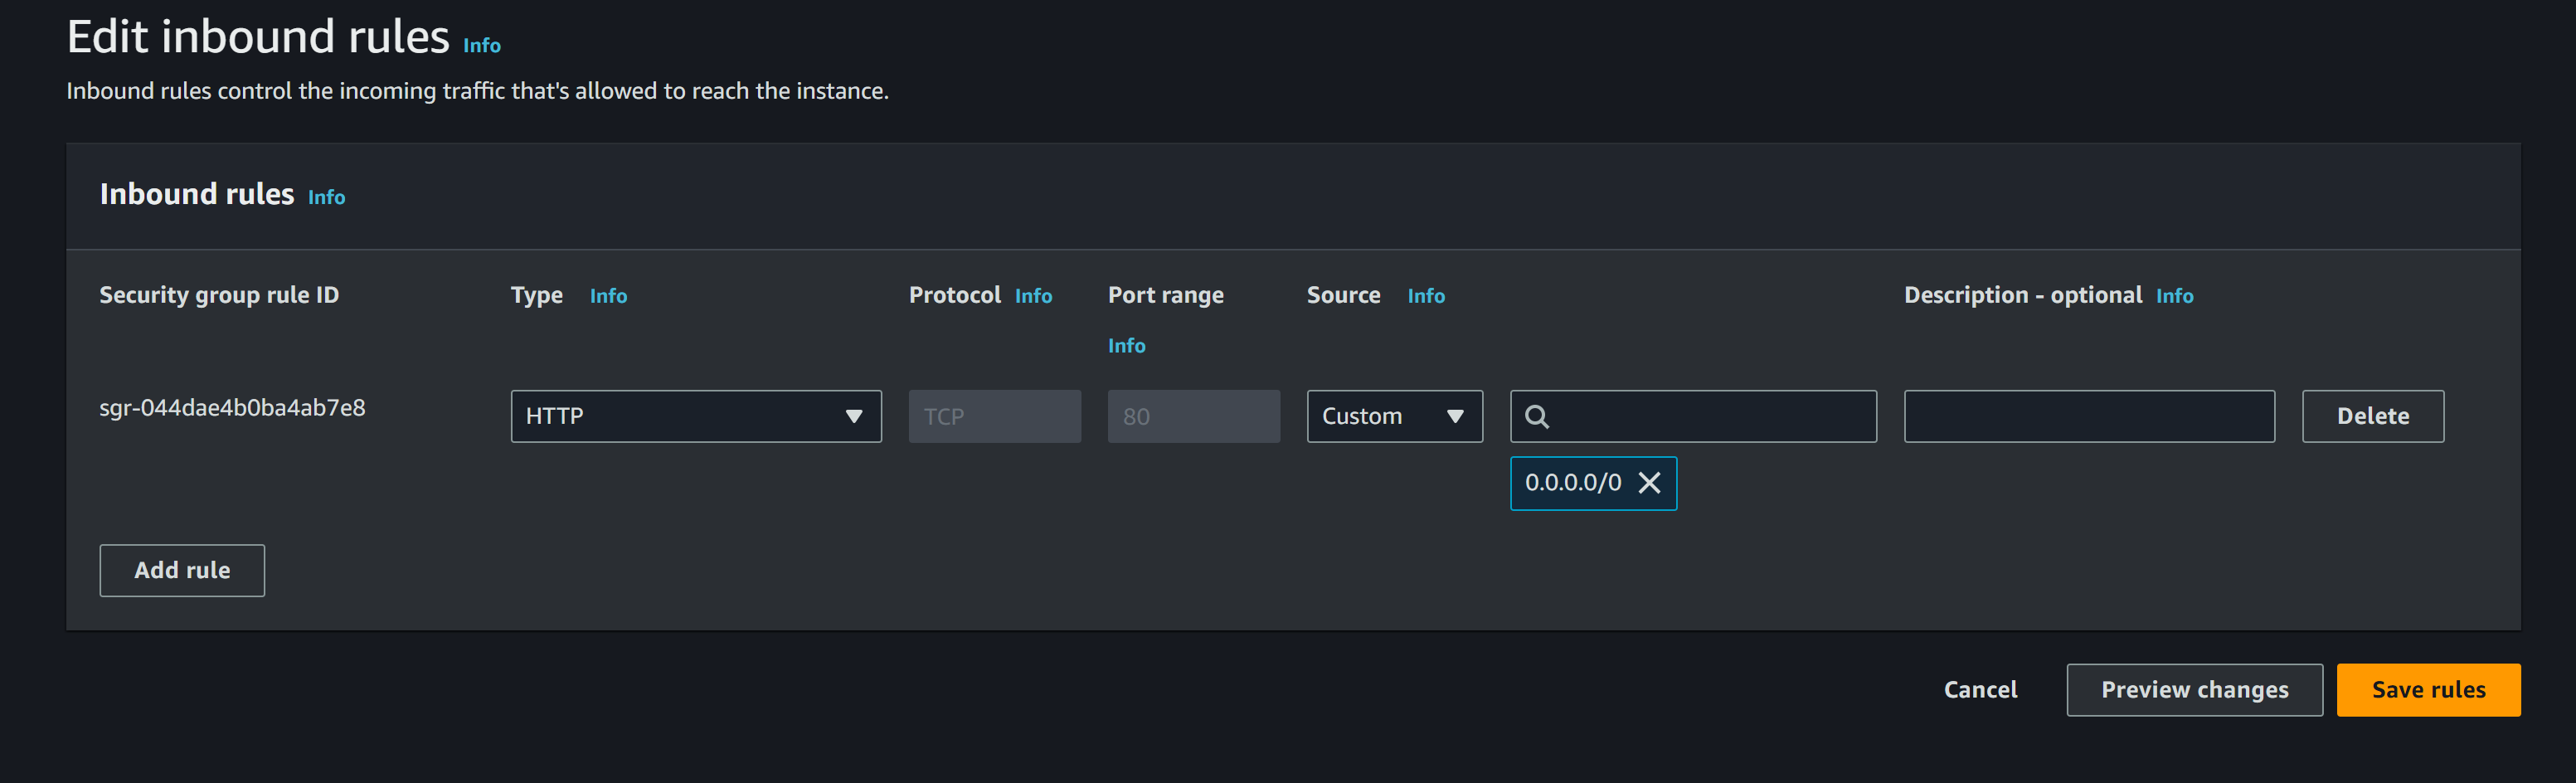 Edit inbound rules Info
Inbound rules control the incoming traffic that's allowed to reach the instance.
Inbound rules Info
Security group rule ID
Type Info
Protocol Info
Port range
Info
Source Info
Description - optional Info
sgr-044dae4b0ba4ab7e8
HTTP
TCP
80
Custom
0.0.0.0/0
Delete
Add rule
Cancel
Preview changes
Save rules